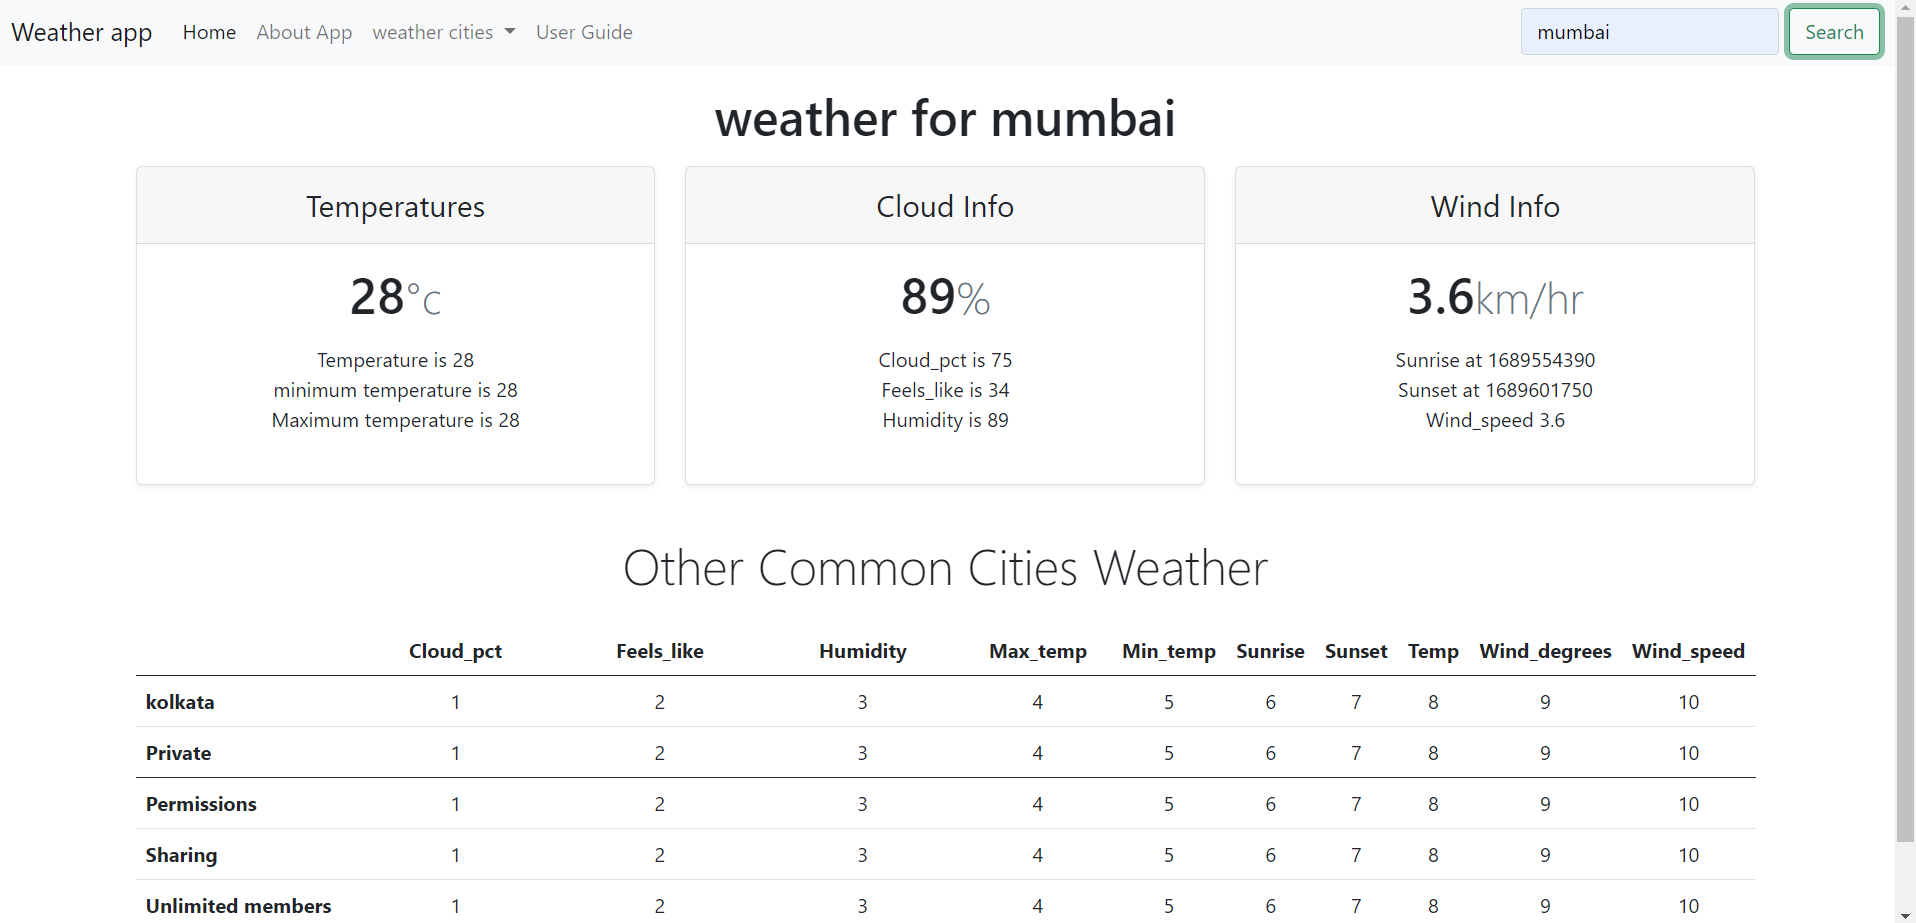 Weather app Home About App weather cities User Guide mumbai Search
weather for mumbai
Temperatures
28°c
Temperature is 28
minimum temperature is 28
Maximum temperature is 28
Cloud Info
89%
Cloud_pct is 75
Feels_like is 34
Humidity is 89
Wind Info
3.6km/hr
Sunrise at 1689554390
Sunset at 1689601750
Wind_speed 3.6
Other Common Cities Weather
Cloud_pct Feels_like Humidity Max_temp Min_temp Sunrise Sunset Temp Wind_degrees Wind_speed
kolkata 1 2 3 4 5 6 7 8 9 10
Private 1 2 3 4 5 6 7 8 9 10
Permissions 1 2 3 4 5 6 7 8 9 10
Sharing 1 2 3 4 5 6 7 8 9 10
Unlimited members 1 2 3 4 5 6 7 8 9 10